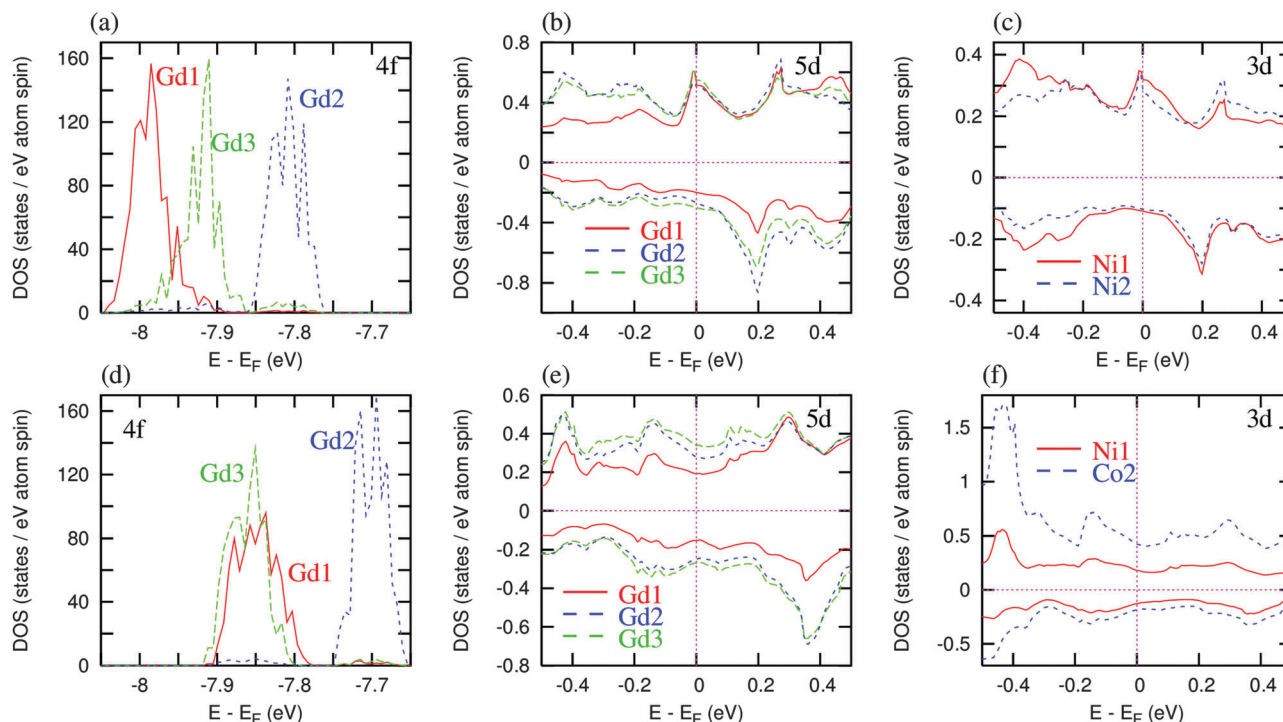 (a)
DOS (states / eV atom spin)
160
120
80
40
0
Gd1
Gd3
Gd2
4f
-8
-7.9
-7.8
-7.7
E - E_F (eV)
(b)
DOS (states / eV atom spin)
0.8
0.4
0
-0.4
-0.8
5d
Gd1
Gd2
Gd3
-0.4
-0.2
0
0.2
0.4
E - E_F (eV)
(c)
DOS (states / eV atom spin)
0.4
0.2
0
-0.2
-0.4
3d
Ni1
Ni2
-0.4
-0.2
0
0.2
0.4
E - E_F (eV)
(d)
DOS (states / eV atom spin)
160
120
80
40
0
4f
Gd2
Gd3
Gd1
-8
-7.9
-7.8
-7.7
E - E_F (eV)
(e)
DOS (states / eV atom spin)
0.6
0.4
0.2
0
-0.2
-0.4
-0.6
-0.8
5d
Gd1
Gd2
Gd3
-0.4
-0.2
0
0.2
0.4
E - E_F (eV)
(f)
DOS (states / eV atom spin)
1.5
1
0.5
0
-0.5
3d
Ni1
Co2
-0.4
-0.2
0
0.2
0.4
E - E_F (eV)